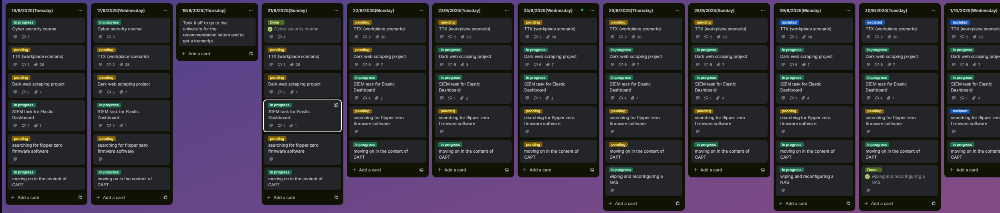 16/9/2025(Tuesday)
in progress
Cyber security course
3
pending
TTX (workplace scenario)
2 28
pending
Dark web scraping project
5 7
in progress
SIEM task for Elastic
Dashboard
2 1
pending
searching for flipper zero
firmware software
in progress
moving on in the content of
CAPT
+ Add a card
17/9/2025(Wednesday)
in progress
Cyber security course
3
pending
TTX (workplace scenario)
2 28
pending
Dark web scraping project
5 7
in progress
SIEM task for Elastic
Dashboard
2 1
pending
searching for flipper zero
firmware software
in progress
moving on in the content of
CAPT
+ Add a card
18/9/2025(Thursday)
Took it off to go to the
university for the
recommendation letters and to
get a transcript.
+ Add a card
21/9/2025(Sunday)
Done
Cyber security course
4
pending
TTX (workplace scenario)
2 28
pending
Dark web scraping project
5 7
in progress
SIEM task for Elastic
Dashboard
1 1
pending
searching for flipper zero
firmware software
in progress
moving on in the content of
CAPT
+ Add a card
22/9/2025(Monday)
pending
TTX (workplace scenario)
2 28
pending
Dark web scraping project
5 7
in progress
SIEM task for Elastic
Dashboard
1 3
pending
searching for flipper zero
firmware software
in progress
moving on in the content of
CAPT
+ Add a card
23/9/2025(Tuesday)
pending
TTX (workplace scenario)
2 28
in progress
Dark web scraping project
5 8
in progress
SIEM task for Elastic
Dashboard
1 3
pending
searching for flipper zero
firmware software
in progress
moving on in the content of
CAPT
+ Add a card
24/9/2025(Wednesday)
pending
TTX (workplace scenario)
2 28
in progress
Dark web scraping project
6 7
in progress
SIEM task for Elastic
Dashboard
1 3
pending
searching for flipper zero
firmware software
pending
moving on in the content of
CAPT
+ Add a card
25/9/2025(Thursday)
pending
TTX (workplace scenario)
2 28
in progress
Dark web scraping project
5 7
in progress
SIEM task for Elastic
Dashboard
1 4
pending
searching for flipper zero
firmware software
pending
moving on in the content of
CAPT
in progress
wiping and reconfiguring a
NAS
+ Add a card
28/9/2025(Sunday)
pending
TTX (workplace scenario)
2 28
in progress
Dark web scraping project
5 7
in progress
SIEM task for Elastic
Dashboard
1 4
pending
searching for flipper zero
firmware software
in progress
moving on in the content of
CAPT
+ Add a card
29/9/2025(Monday)
esclated
TTX (workplace scenario)
2 28
in progress
Dark web scraping project
5 7
in progress
SIEM task for Elastic
Dashboard
1 4
pending
searching for flipper zero
firmware software
in progress
moving on in the content of
CAPT
in progress
wiping and reconfiguring a
NAS
+ Add a card
30/9/2025(Tuesday)
esclated
TTX (workplace scenario)
2 28
in progress
Dark web scraping project
5 7
in progress
SIEM task for Elastic
Dashboard
1 4
pending
searching for flipper zero
firmware software
in progress
moving on in the content of
CAPT
Done
wiping and reconfiguring a
NAS
+ Add a card
1/10/2025(Wednesday)
esclated
TTX (workplace scenario
2 28
in progress
Dark web scraping proje
5 7
in progress
SIEM task for Elastic
Dashboard
1 4
esclated
searching for flipper zero
firmware software
in progress
moving on in the content
CAPT
+ Add a card